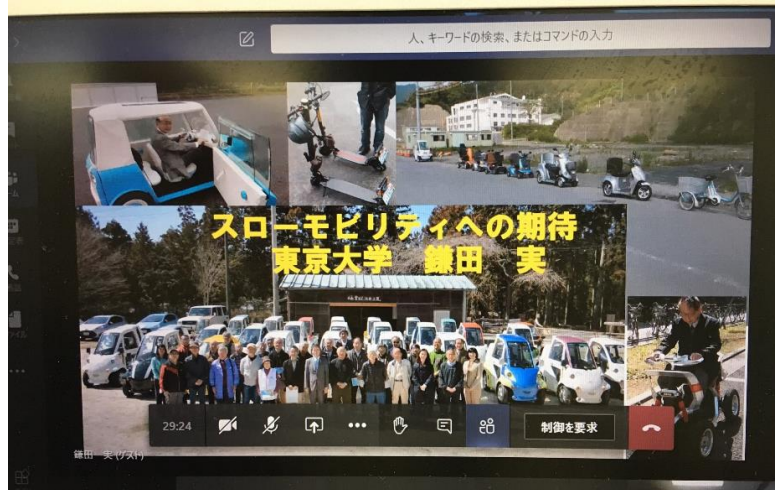 人、キーワードの検索、またはコマンドの入力
スローモビリティへの期待
東京大学 鎌田 実
29:24
制御を要求
鎌田 実(ゲスト)